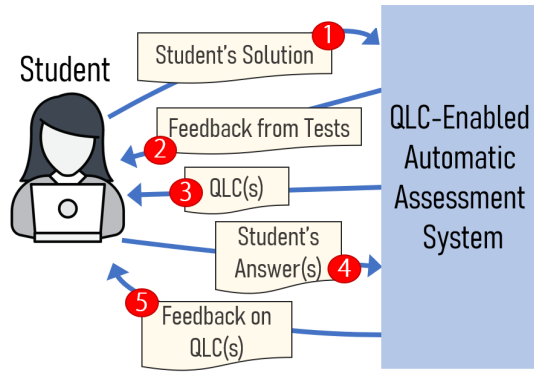 Student
Student's Solution
1
Feedback from Tests
2
QLC(s)
3
Student's
Answer(s)
4
5
Feedback on
QLC(s)
QLC-Enabled
Automatic
Assessment
System